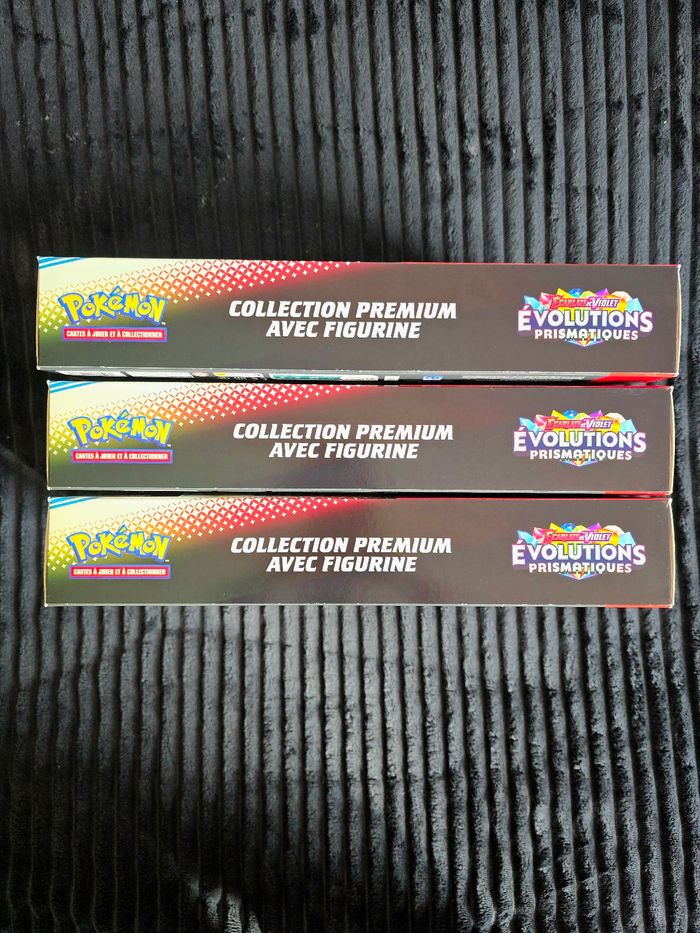 POKéMON
CARTES À JOUER ET À COLLECTIONNER
COLLECTION PREMIUM
AVEC FIGURINE
ÉCARLATE et VIOLET
ÉVOLUTIONS
PRISMATIQUES
POKéMON
CARTES À JOUER ET À COLLECTIONNER
COLLECTION PREMIUM
AVEC FIGURINE
ÉCARLATE et VIOLET
ÉVOLUTIONS
PRISMATIQUES
POKéMON
CARTES À JOUER ET À COLLECTIONNER
COLLECTION PREMIUM
AVEC FIGURINE
ÉCARLATE et VIOLET
ÉVOLUTIONS
PRISMATIQUES